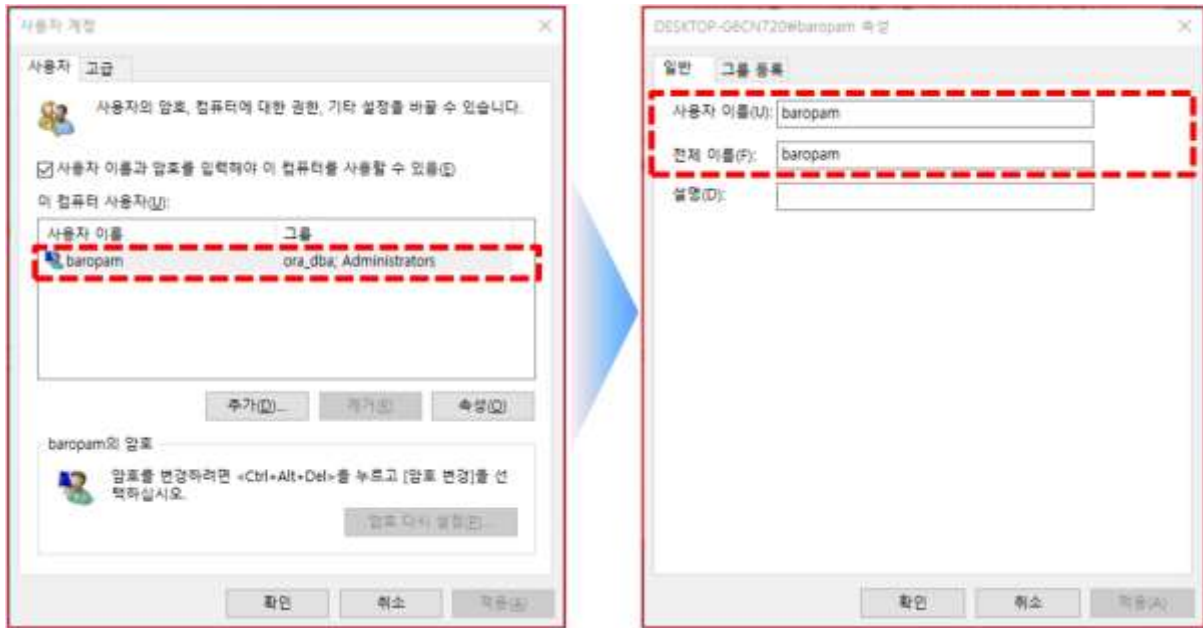 사용자 계정
사용자 고급
사용자의 암호, 컴퓨터에 대한 권한, 기타 설정을 바꿀 수 있습니다.
사용자 이름과 암호를 입력해야 이 컴퓨터를 사용할 수 있음(E)
이 컴퓨터 사용자(U):
사용자 이름 그룹
baropam ora_dba; Administrators
추가(D)... 제거(R) 속성(O)
baropam의 암호
암호를 변경하려면 <Ctrl+Alt+Del>을 누르고 [암호 변경]을 선
택하십시오.
암호 다시 설정(P)...
확인 취소 적용(A)
DESKTOP-G6CN720#baropam 속성
일반 그룹 등록
사용자 이름(U): baropam
전체 이름(F): baropam
설명(D):
확인 취소 적용(A)